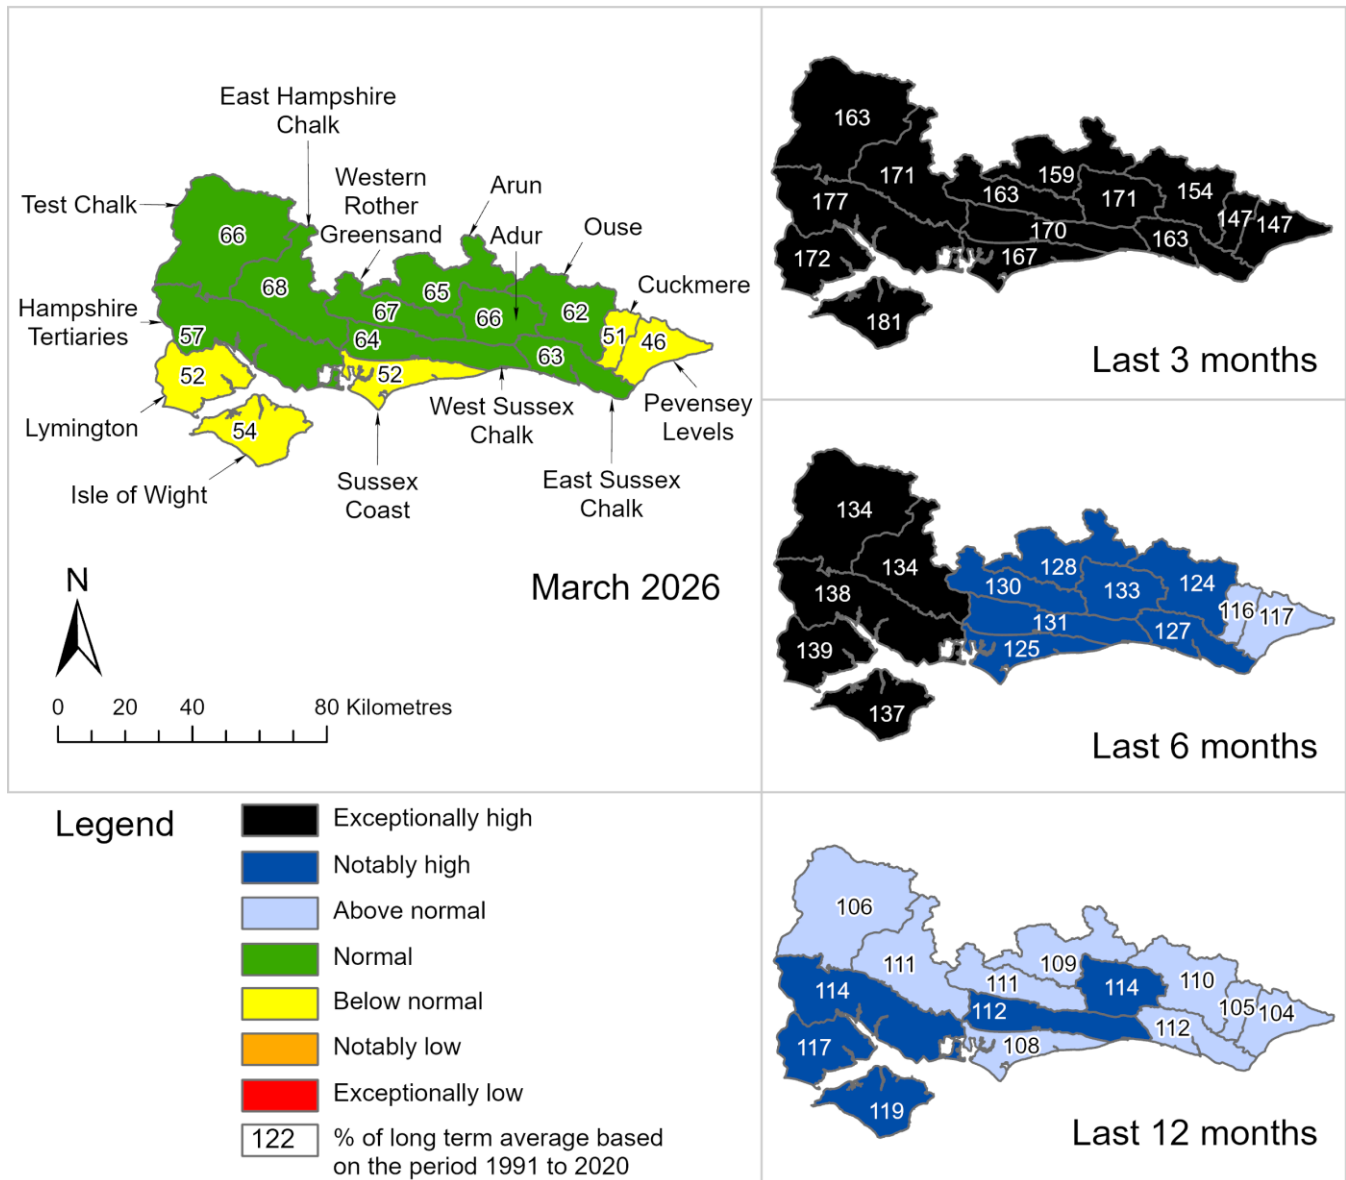 East Hampshire
Chalk
Western
Rother
Greensand
Arun
Adur
Ouse
Test Chalk
Cuckmere
Hampshire
Tertiaries
66
68
67
65
66
62
51
46
57
64
63
52
52
54
Lymington
Isle of Wight
Sussex
Coast
West Sussex
Chalk
East Sussex
Chalk
Pevensey
Levels
N
March 2026
0 20 40 80 Kilometres
163
171
159
163
171
154
147
147
177
170
163
172
167
181
Last 3 months
134
134
128
130
133
124
116
117
138
131
127
139
125
137
Last 6 months
Legend
Exceptionally high
Notably high
Above normal
Normal
Below normal
Notably low
Exceptionally low
122 % of long term average based
on the period 1991 to 2020
106
111
109
111
114
110
105
104
114
112
112
117
108
119
Last 12 months